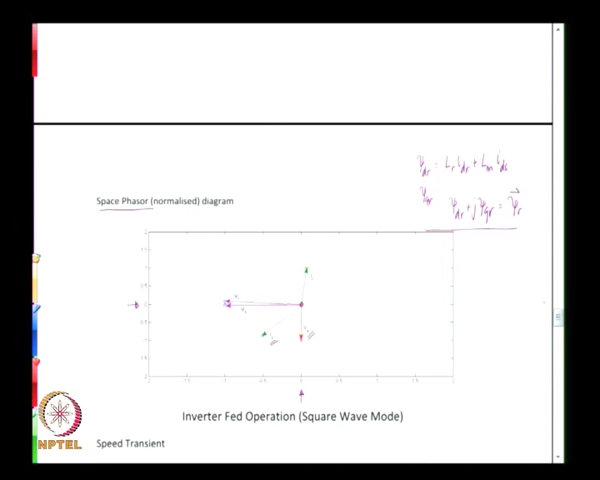 ψdr = Lr idr + Lm ids
ψqr
ψdr + jψqr = ψr
Space Phasor (normalised) diagram
Inverter Fed Operation (Square Wave Mode)
NPTEL
Speed Transient